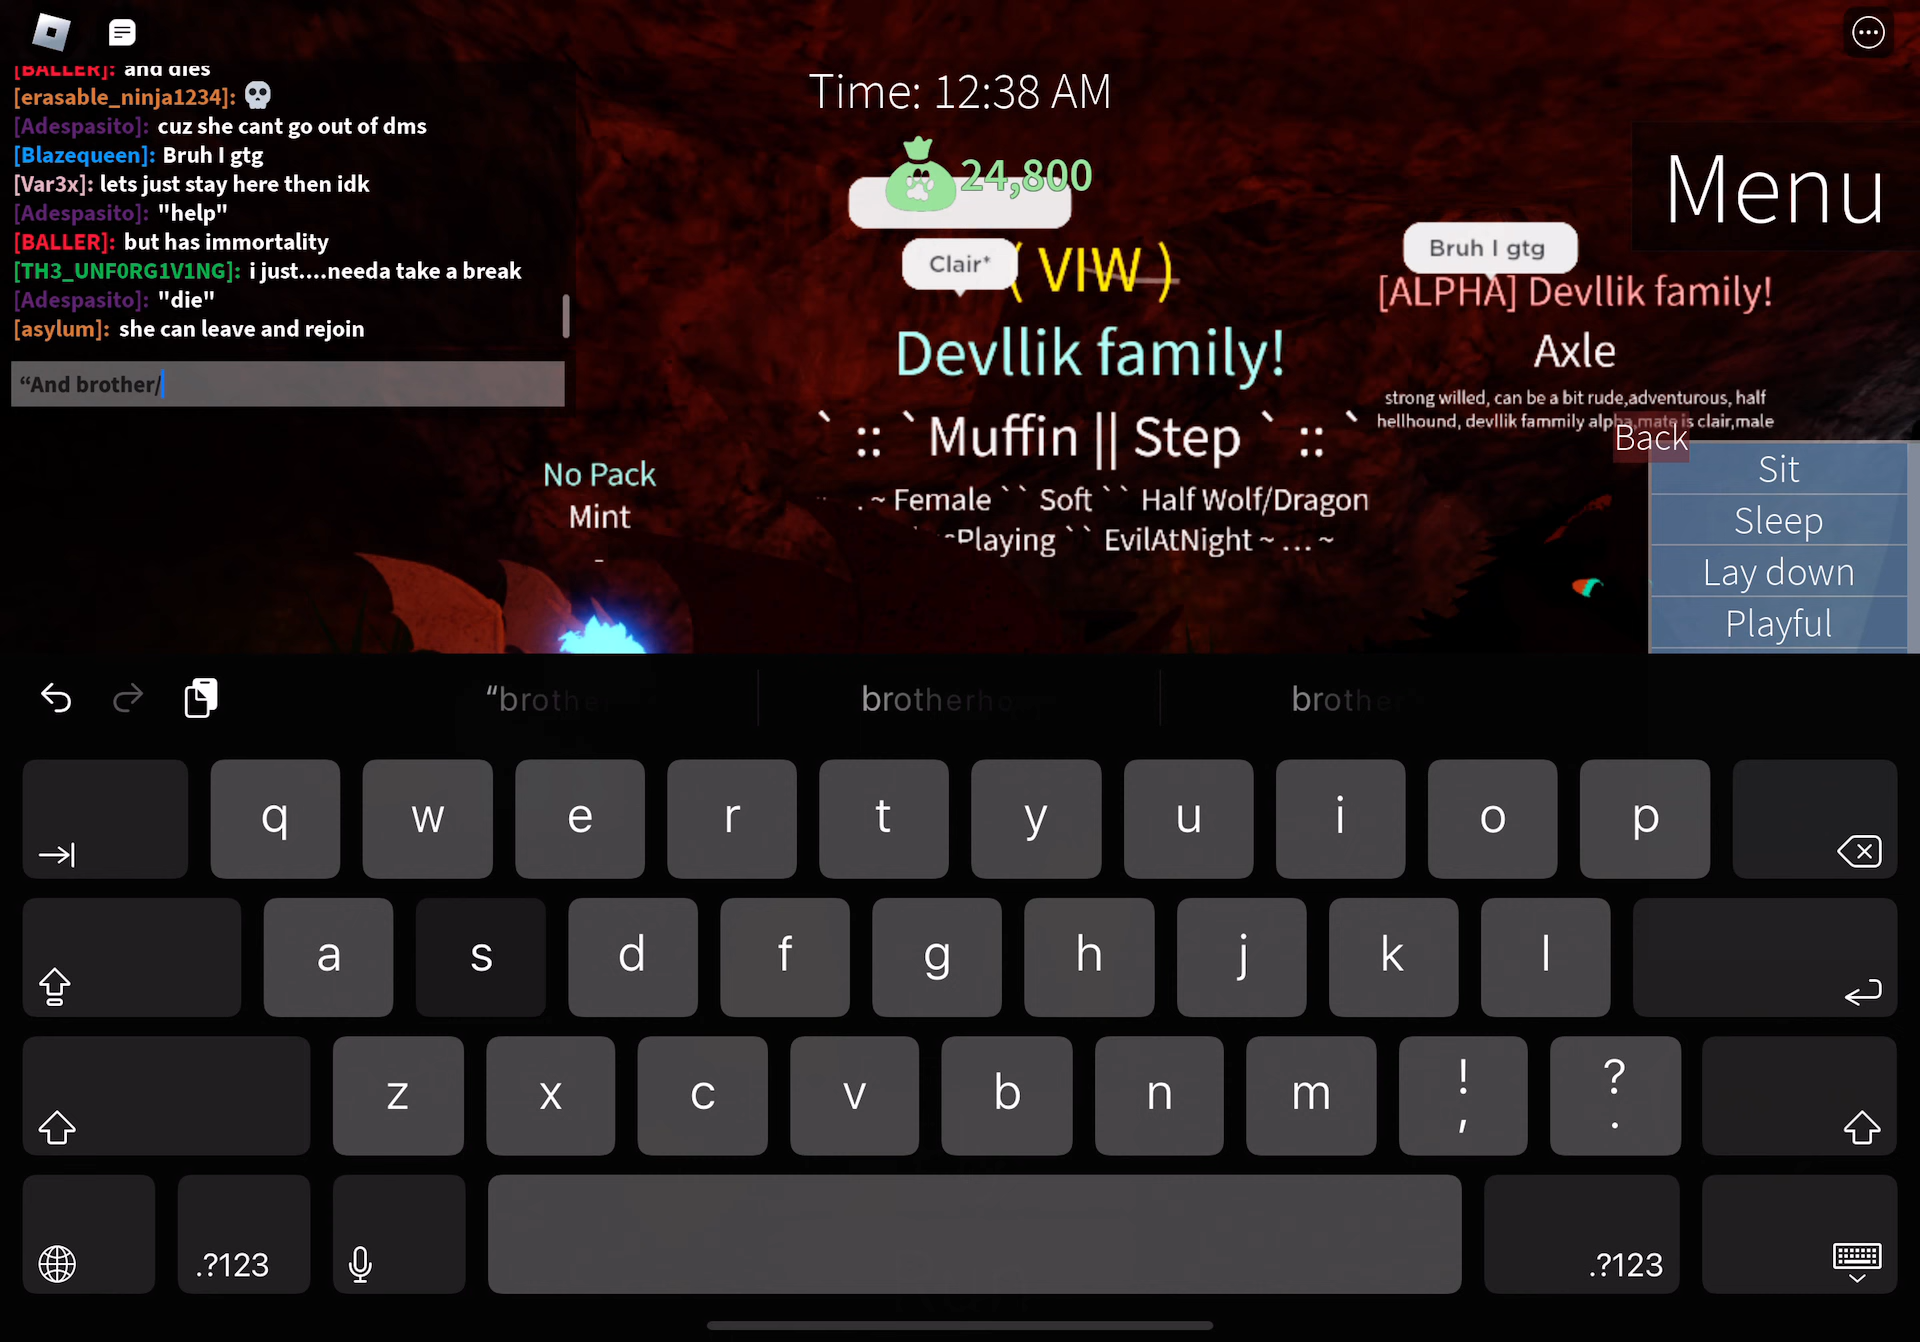 [BALLER]: and dies
[erasable_ninja1234]: 💀
[Adespasito]: cuz she cant go out of dms
[Blazequeen]: Bruh I gtg
[Var3x]: lets just stay here then idk
[Adespasito]: "help"
[BALLER]: but has immortality
[TH3_UNF0RG1V1NG]: i just....needa take a break
[Adespasito]: "die"
[asylum]: she can leave and rejoin
“And brother/
Time: 12:38 AM
24,800
Clair*
( VIW )
Devllik family!
` :: `Muffin || Step ` :: `
. ~ Female `` Soft `` Half Wolf/Dragon
~Playing `` EvilAtNight ~ ... ~
No Pack
Mint
-
Menu
Bruh I gtg
[ALPHA] Devllik family!
Axle
strong willed, can be a bit rude,adventurous, half
hellhound, devllik fammily alpha,mate is clair,male
Back
Sit
Sleep
Lay down
Playful
“brothe
brotherho
brothe
q w e r t y u i o p
a s d f g h j k l
z x c v b n m ! , ? .
.?123 .?123